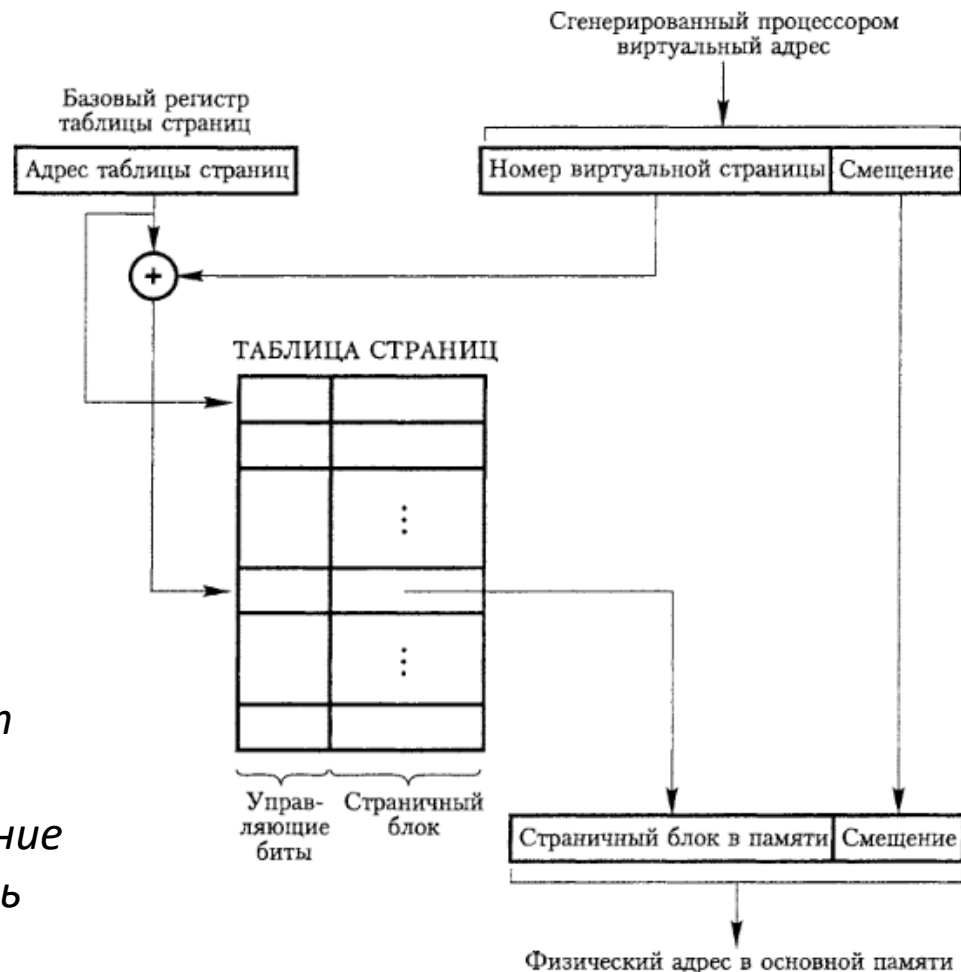 Сгенерированный процессором
виртуальный адрес
Базовый регистр
таблицы страниц
Адрес таблицы страниц
Номер виртуальной страницы
Смещение
+
ТАБЛИЦА СТРАНИЦ
Управ-
ляющие
биты
Страничный
блок
Страничный блок в памяти
Смещение
Физический адрес в основной памяти